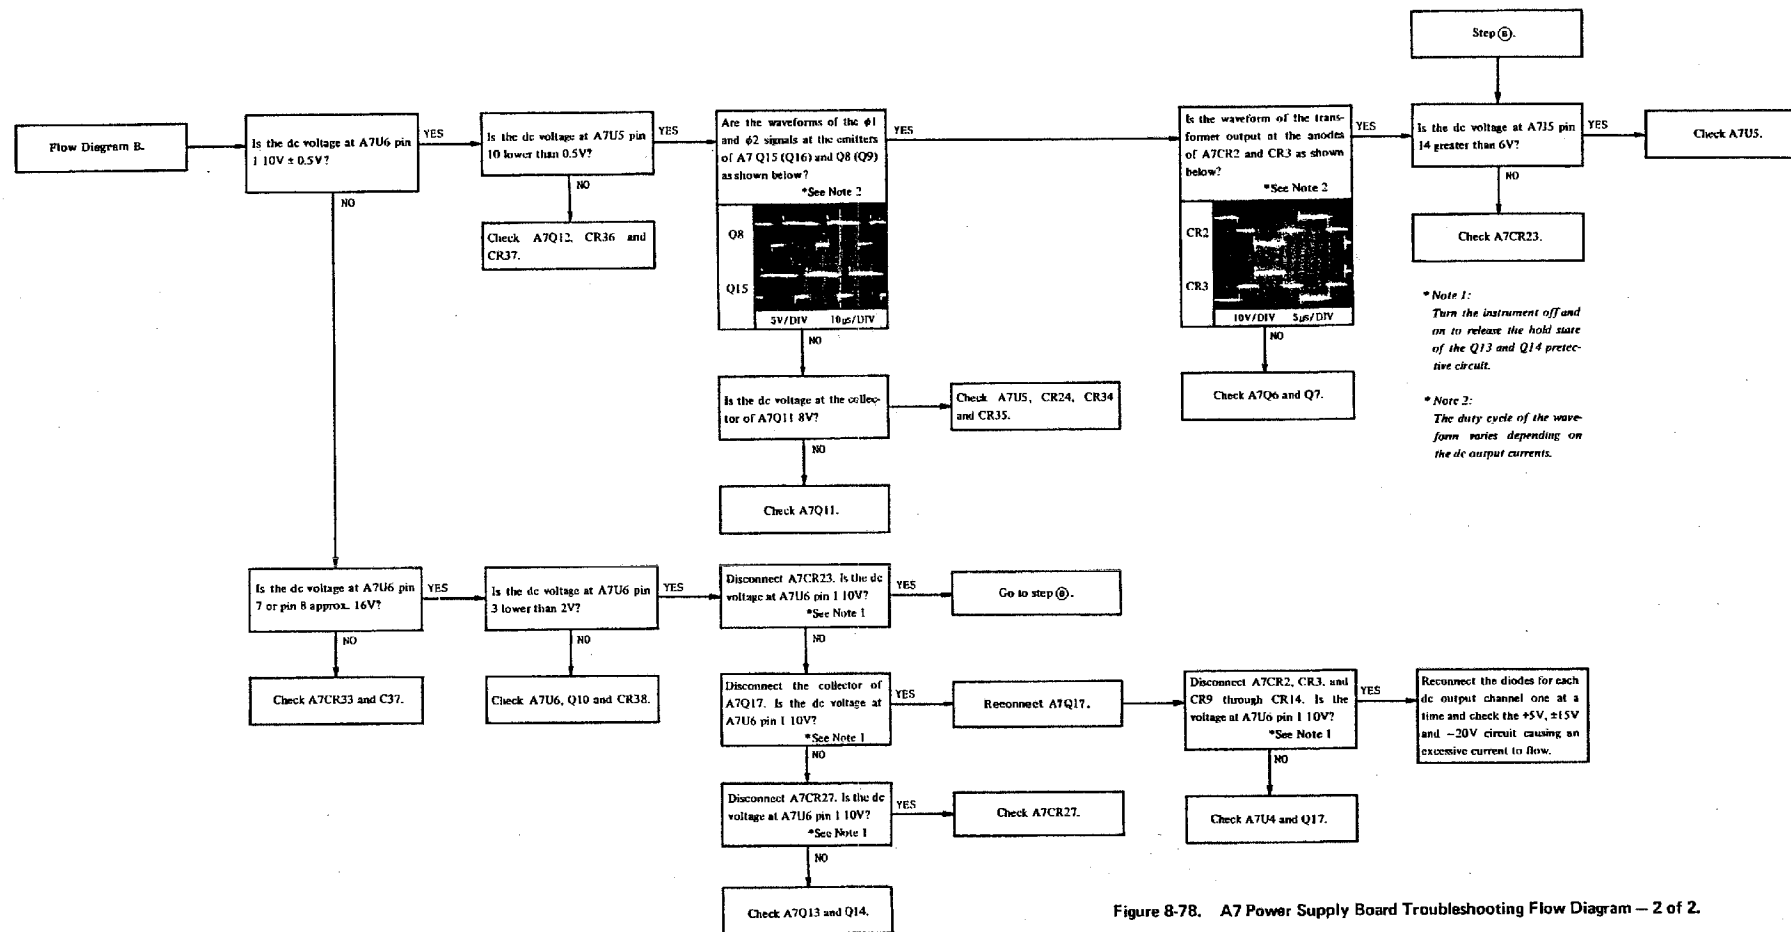 Step Ⓑ.
Flow Diagram B.
Is the dc voltage at A7U6 pin
1 10V ± 0.5V?
YES
NO
Is the dc voltage at A7U5 pin
10 lower than 0.5V?
YES
NO
Check A7Q12, CR36 and
CR37.
Are the waveforms of the ϕ1
and ϕ2 signals at the emitters
of A7 Q15 (Q16) and Q8 (Q9)
as shown below?
*See Note 2
YES
Q8
Q15
5V/DIV 10μs/DIV
NO
Is the dc voltage at the collec-
tor of A7Q11 8V?
Check A7U5, CR24, CR34
and CR35.
NO
Check A7Q11.
Is the waveform of the trans-
former output at the anodes
of A7CR2 and CR3 as shown
below?
*See Note 2
YES
CR2
CR3
10V/DIV 5μs/DIV
NO
Check A7Q6 and Q7.
Is the dc voltage at A7J5 pin
14 greater than 6V?
YES
NO
Check A7U5.
Check A7CR23.
* Note 1:
Turn the instrument off and
on to release the hold state
of the Q13 and Q14 pretec-
tive circuit.
* Note 2:
The duty cycle of the wave-
form varies depending on
the dc output currents.
Is the dc voltage at A7U6 pin
7 or pin 8 approx. 16V?
YES
NO
Check A7CR33 and C37.
Is the dc voltage at A7U6 pin
3 lower than 2V?
YES
NO
Check A7U6, Q10 and CR38.
Disconnect A7CR23. Is the dc
voltage at A7U6 pin 1 10V?
*See Note 1
YES
NO
Go to step Ⓑ.
Disconnect the collector of
A7Q17. Is the dc voltage at
A7U6 pin 1 10V?
*See Note 1
YES
NO
Reconnect A7Q17.
Disconnect A7CR2, CR3, and
CR9 through CR14. Is the
voltage at A7U6 pin 1 10V?
*See Note 1
YES
NO
Reconnect the diodes for each
dc output channel one at a
time and check the +5V, ±15V
and −20V circuit causing an
excessive current to flow.
Check A7U4 and Q17.
Disconnect A7CR27. Is the dc
voltage at A7U6 pin 1 10V?
*See Note 1
YES
NO
Check A7CR27.
Check A7Q13 and Q14.
Figure 8-78. A7 Power Supply Board Troubleshooting Flow Diagram — 2 of 2.